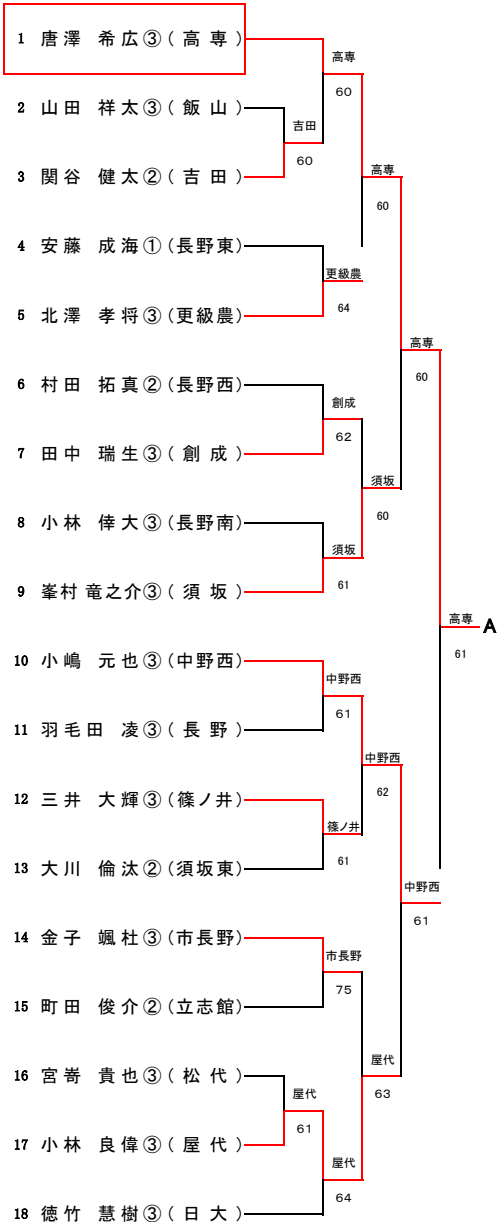 1 唐澤 希広③(高専)
高専
60
2 山田 祥太③(飯山)
吉田
60
3 関谷 健太②(吉田)
高専
60
4 安藤 成海①(長野東)
更級農
64
5 北澤 孝将③(更級農)
高専
60
6 村田 拓真②(長野西)
創成
62
7 田中 瑞生③(創成)
須坂
60
8 小林 倖大③(長野南)
須坂
61
9 峯村 竜之介③(須坂)
高専
A
61
10 小嶋 元也③(中野西)
中野西
61
11 羽毛田 凌③(長野)
中野西
62
12 三井 大輝③(篠ノ井)
篠ノ井
61
13 大川 倫汰②(須坂東)
中野西
61
14 金子 颯杜③(市長野)
市長野
75
15 町田 俊介②(立志館)
屋代
63
16 宮嵜 貴也③(松代)
屋代
61
17 小林 良偉③(屋代)
屋代
64
18 徳竹 慧樹③(日大)